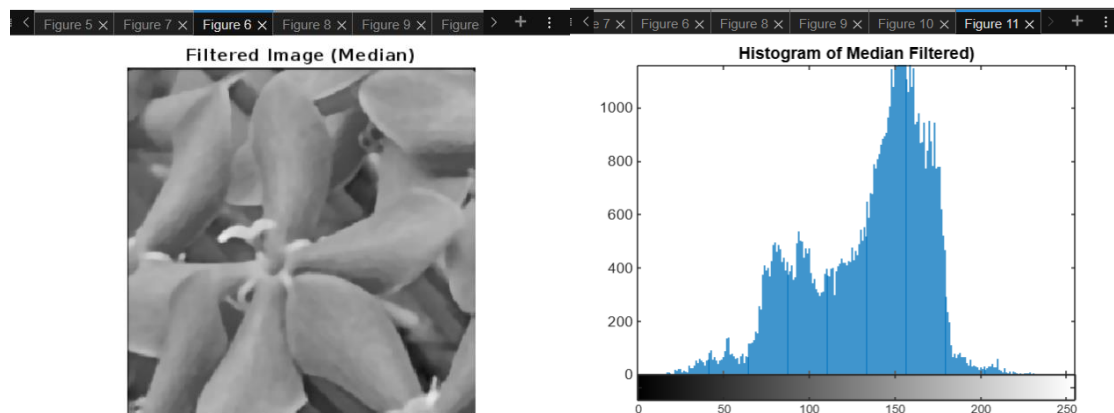 Figure 5 × Figure 7 × Figure 6 × Figure 8 × Figure 9 × Figure
e 7 × Figure 6 × Figure 8 × Figure 9 × Figure 10 × Figure 11 ×
Filtered Image (Median)
Histogram of Median Filtered)
1000
800
600
400
200
0
0 50 100 150 200 250